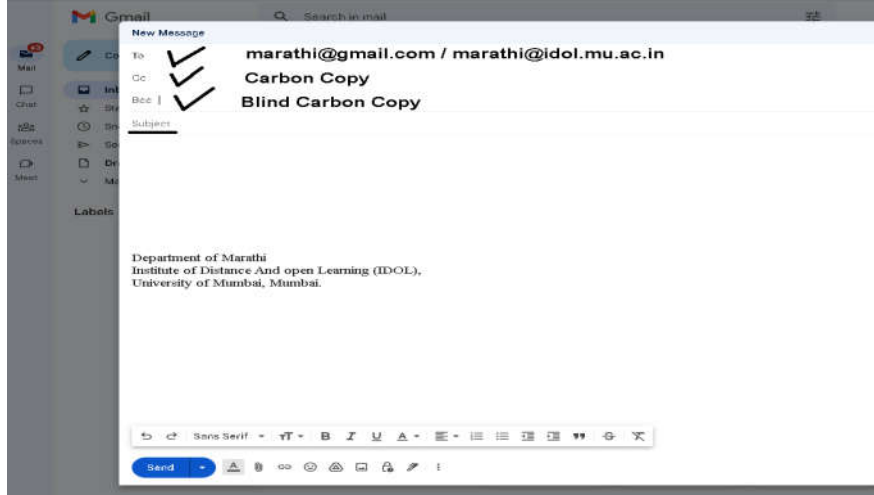 Gmail
Search in mail
New Message
Mail
Chat
Spaces
Meet
Labels
To marathi@gmail.com / marathi@idol.mu.ac.in
Cc Carbon Copy
Bcc Blind Carbon Copy
Subject
Department of Marathi
Institute of Distance And open Learning (IDOL),
University of Mumbai, Mumbai.
Sans Serif
Send